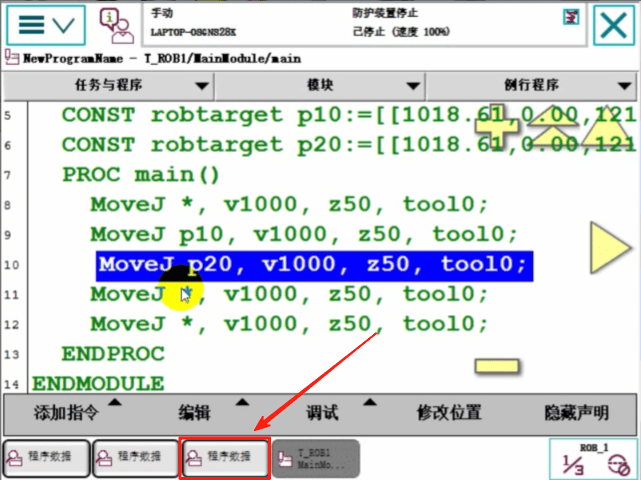 手动
防护装置停止
LAPTOP-OSGNS28K
已停止 (速度 100%)
NewProgramName - T_ROB1/MainModule/main
任务与程序
模块
例行程序
5 CONST robtarget p10:=[[1018.61,0.00,121
6 CONST robtarget p20:=[[1018.61,0.00,121
7 PROC main()
8 MoveJ *, v1000, z50, tool0;
9 MoveJ p10, v1000, z50, tool0;
10 MoveJ p20, v1000, z50, tool0;
11 MoveJ *, v1000, z50, tool0;
12 MoveJ *, v1000, z50, tool0;
13 ENDPROC
14 ENDMODULE
添加指令
编辑
调试
修改位置
隐藏声明
程序数据
程序数据
程序数据
T_ROB1
MainMo...
ROB_1
1/3